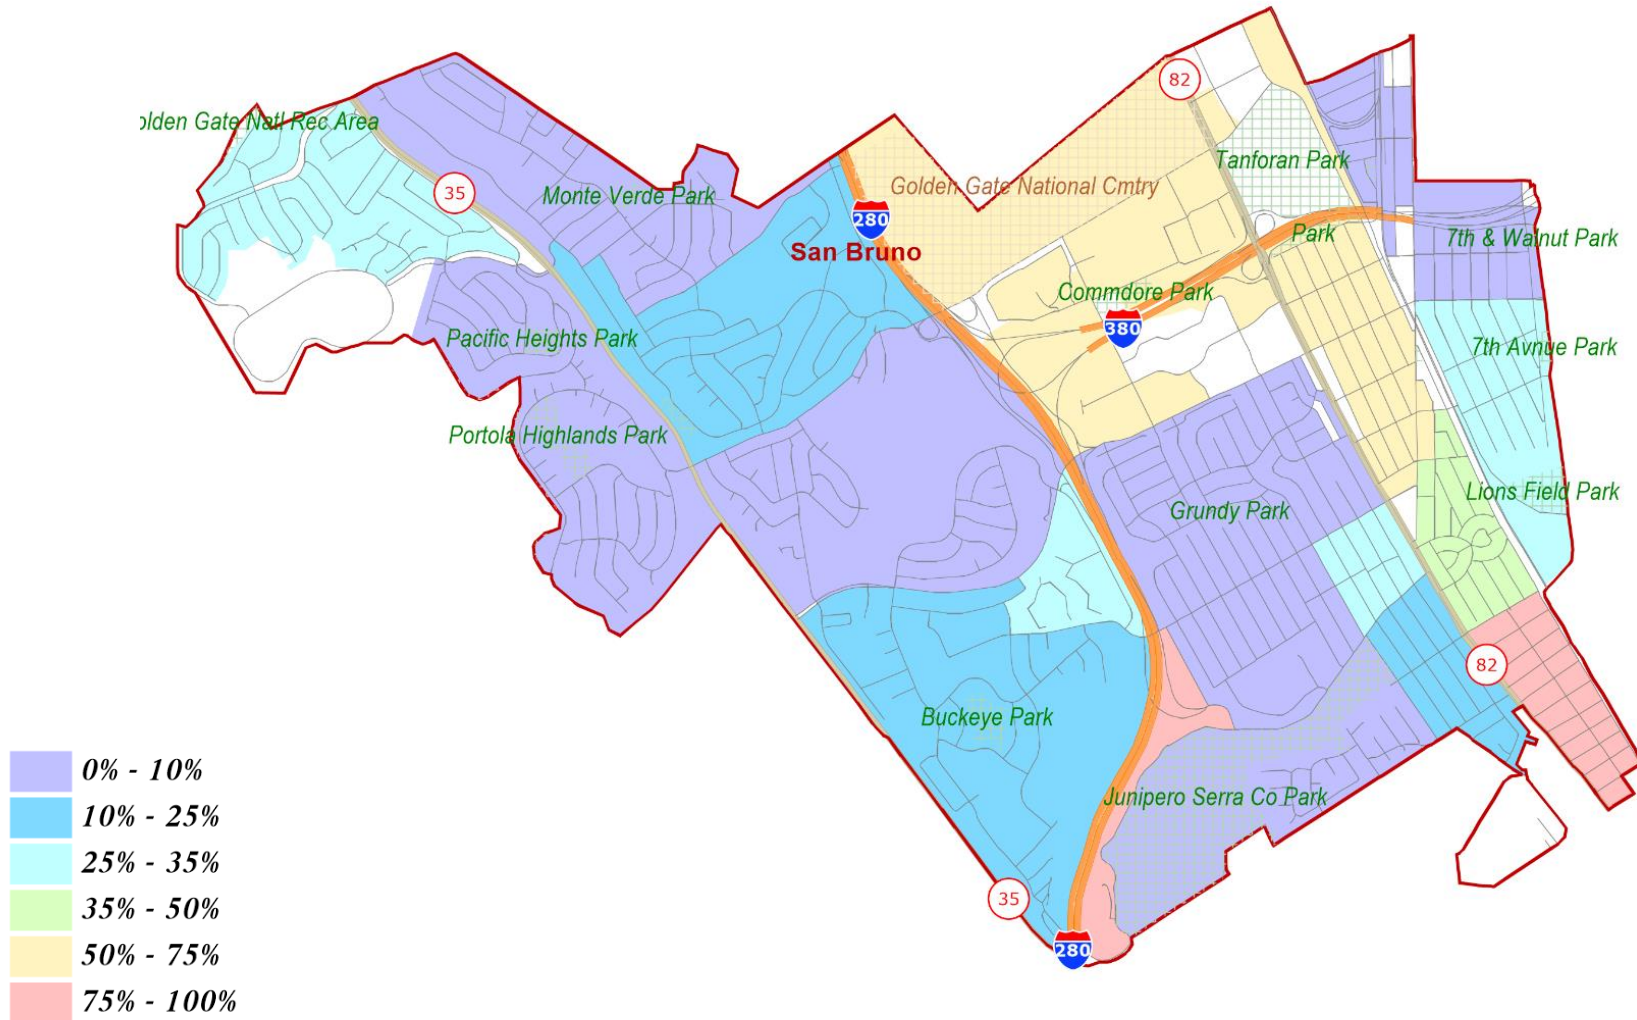 82
olden Gate Natl Rec Area
Tanforan Park
Golden Gate National Cmtry
35
Monte Verde Park
280
Park
7th & Walnut Park
San Bruno
Commdore Park
380
Pacific Heights Park
7th Avnue Park
Portola Highlands Park
Lions Field Park
Grundy Park
82
Buckeye Park
0% - 10%
Junipero Serra Co Park
10% - 25%
25% - 35%
35
35% - 50%
280
50% - 75%
75% - 100%